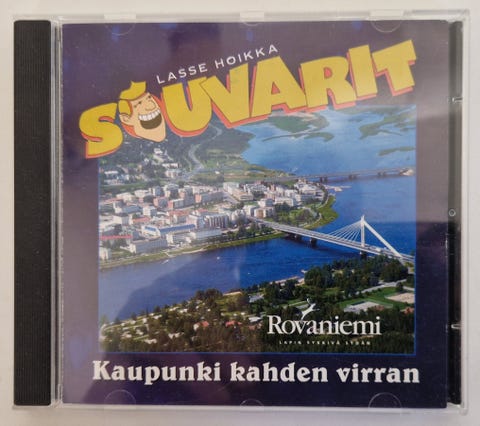 LASSE HOIKKA
SOUVARIT
Rovaniemi
LAPIN SYKKIVÄ SYDÄN
Kaupunki kahden virran